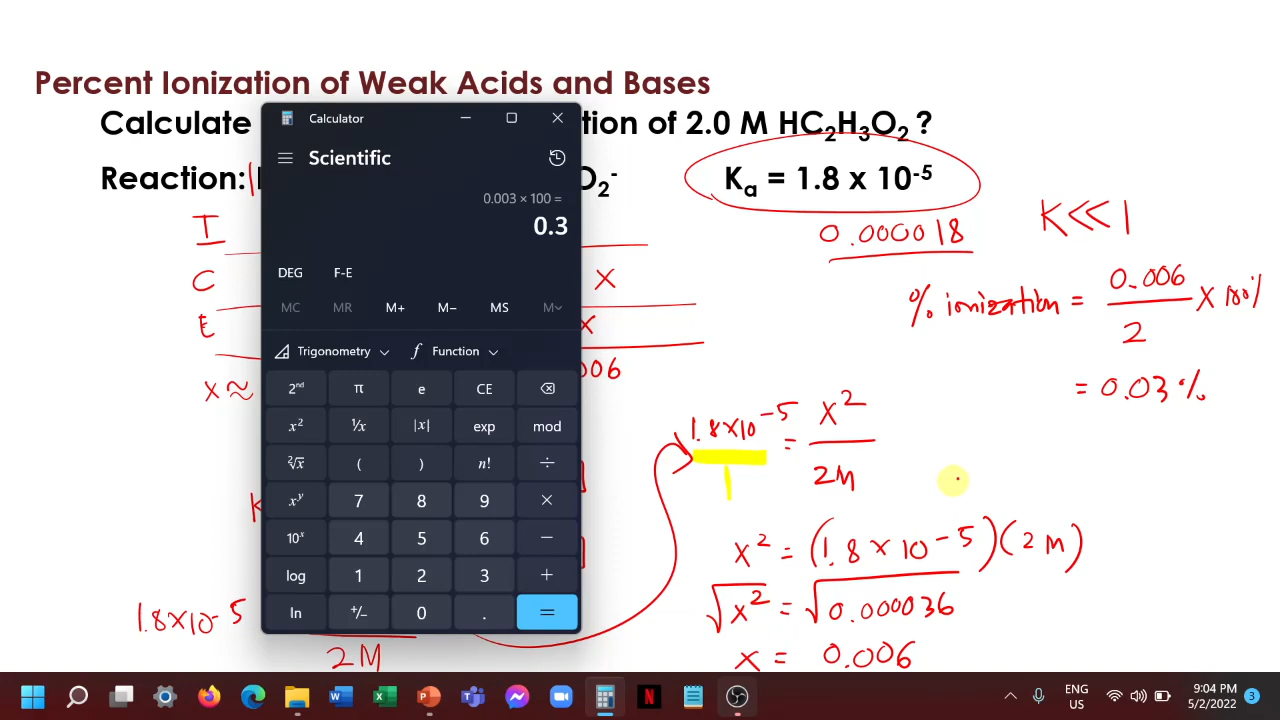 Percent Ionization of Weak Acids and Bases
Calculate
tion of 2.0 M HC₂H₃O₂ ?
Reaction:
O₂⁻
Kₐ = 1.8 x 10⁻⁵
0.000018
K<<1
I
C
X
E
X
X ≈
006
% ionization = 0.006 / 2 X 100%
= 0.03 %
1.8x10⁻⁵ = X² / 2M
1
X² = (1.8 x 10⁻⁵)(2 M)
√X² = √0.000036
X = 0.006
K
1.8x10⁻⁵
2M
Calculator
Scientific
0.003 × 100 =
0.3
DEG F-E
MC MR M+ M− MS M
Trigonometry Function
2ⁿᵈ π e CE
x² ¹/x |x| exp mod
²√x ( ) n! ÷
xʸ 7 8 9 ×
10ˣ 4 5 6 −
log 1 2 3 +
ln +/− 0 . =
ENG
US
9:04 PM
5/2/2022
3